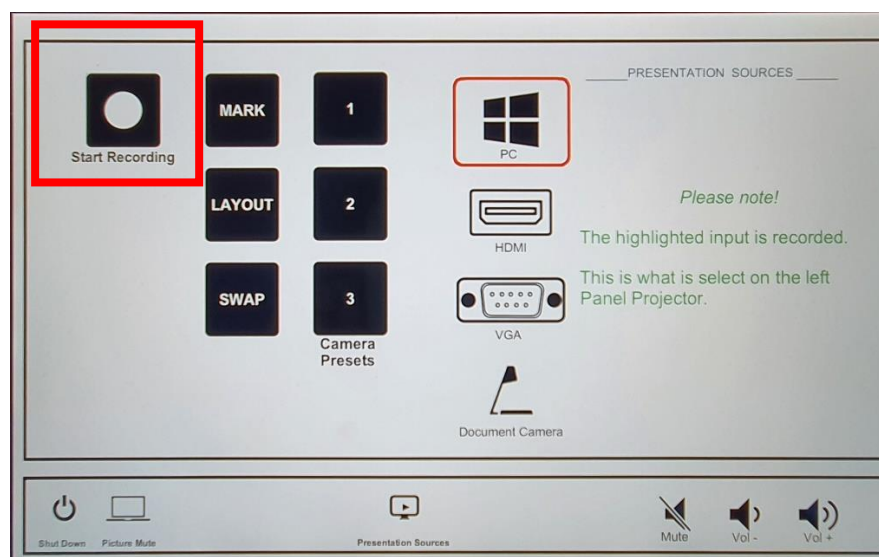 _____PRESENTATION SOURCES_____
Start Recording
MARK
1
PC
LAYOUT
2
HDMI
Please note!
The highlighted input is recorded.
This is what is select on the left
Panel Projector.
SWAP
3
Camera
Presets
VGA
Document Camera
Shut Down
Picture Mute
Presentation Sources
Mute
Vol -
Vol +